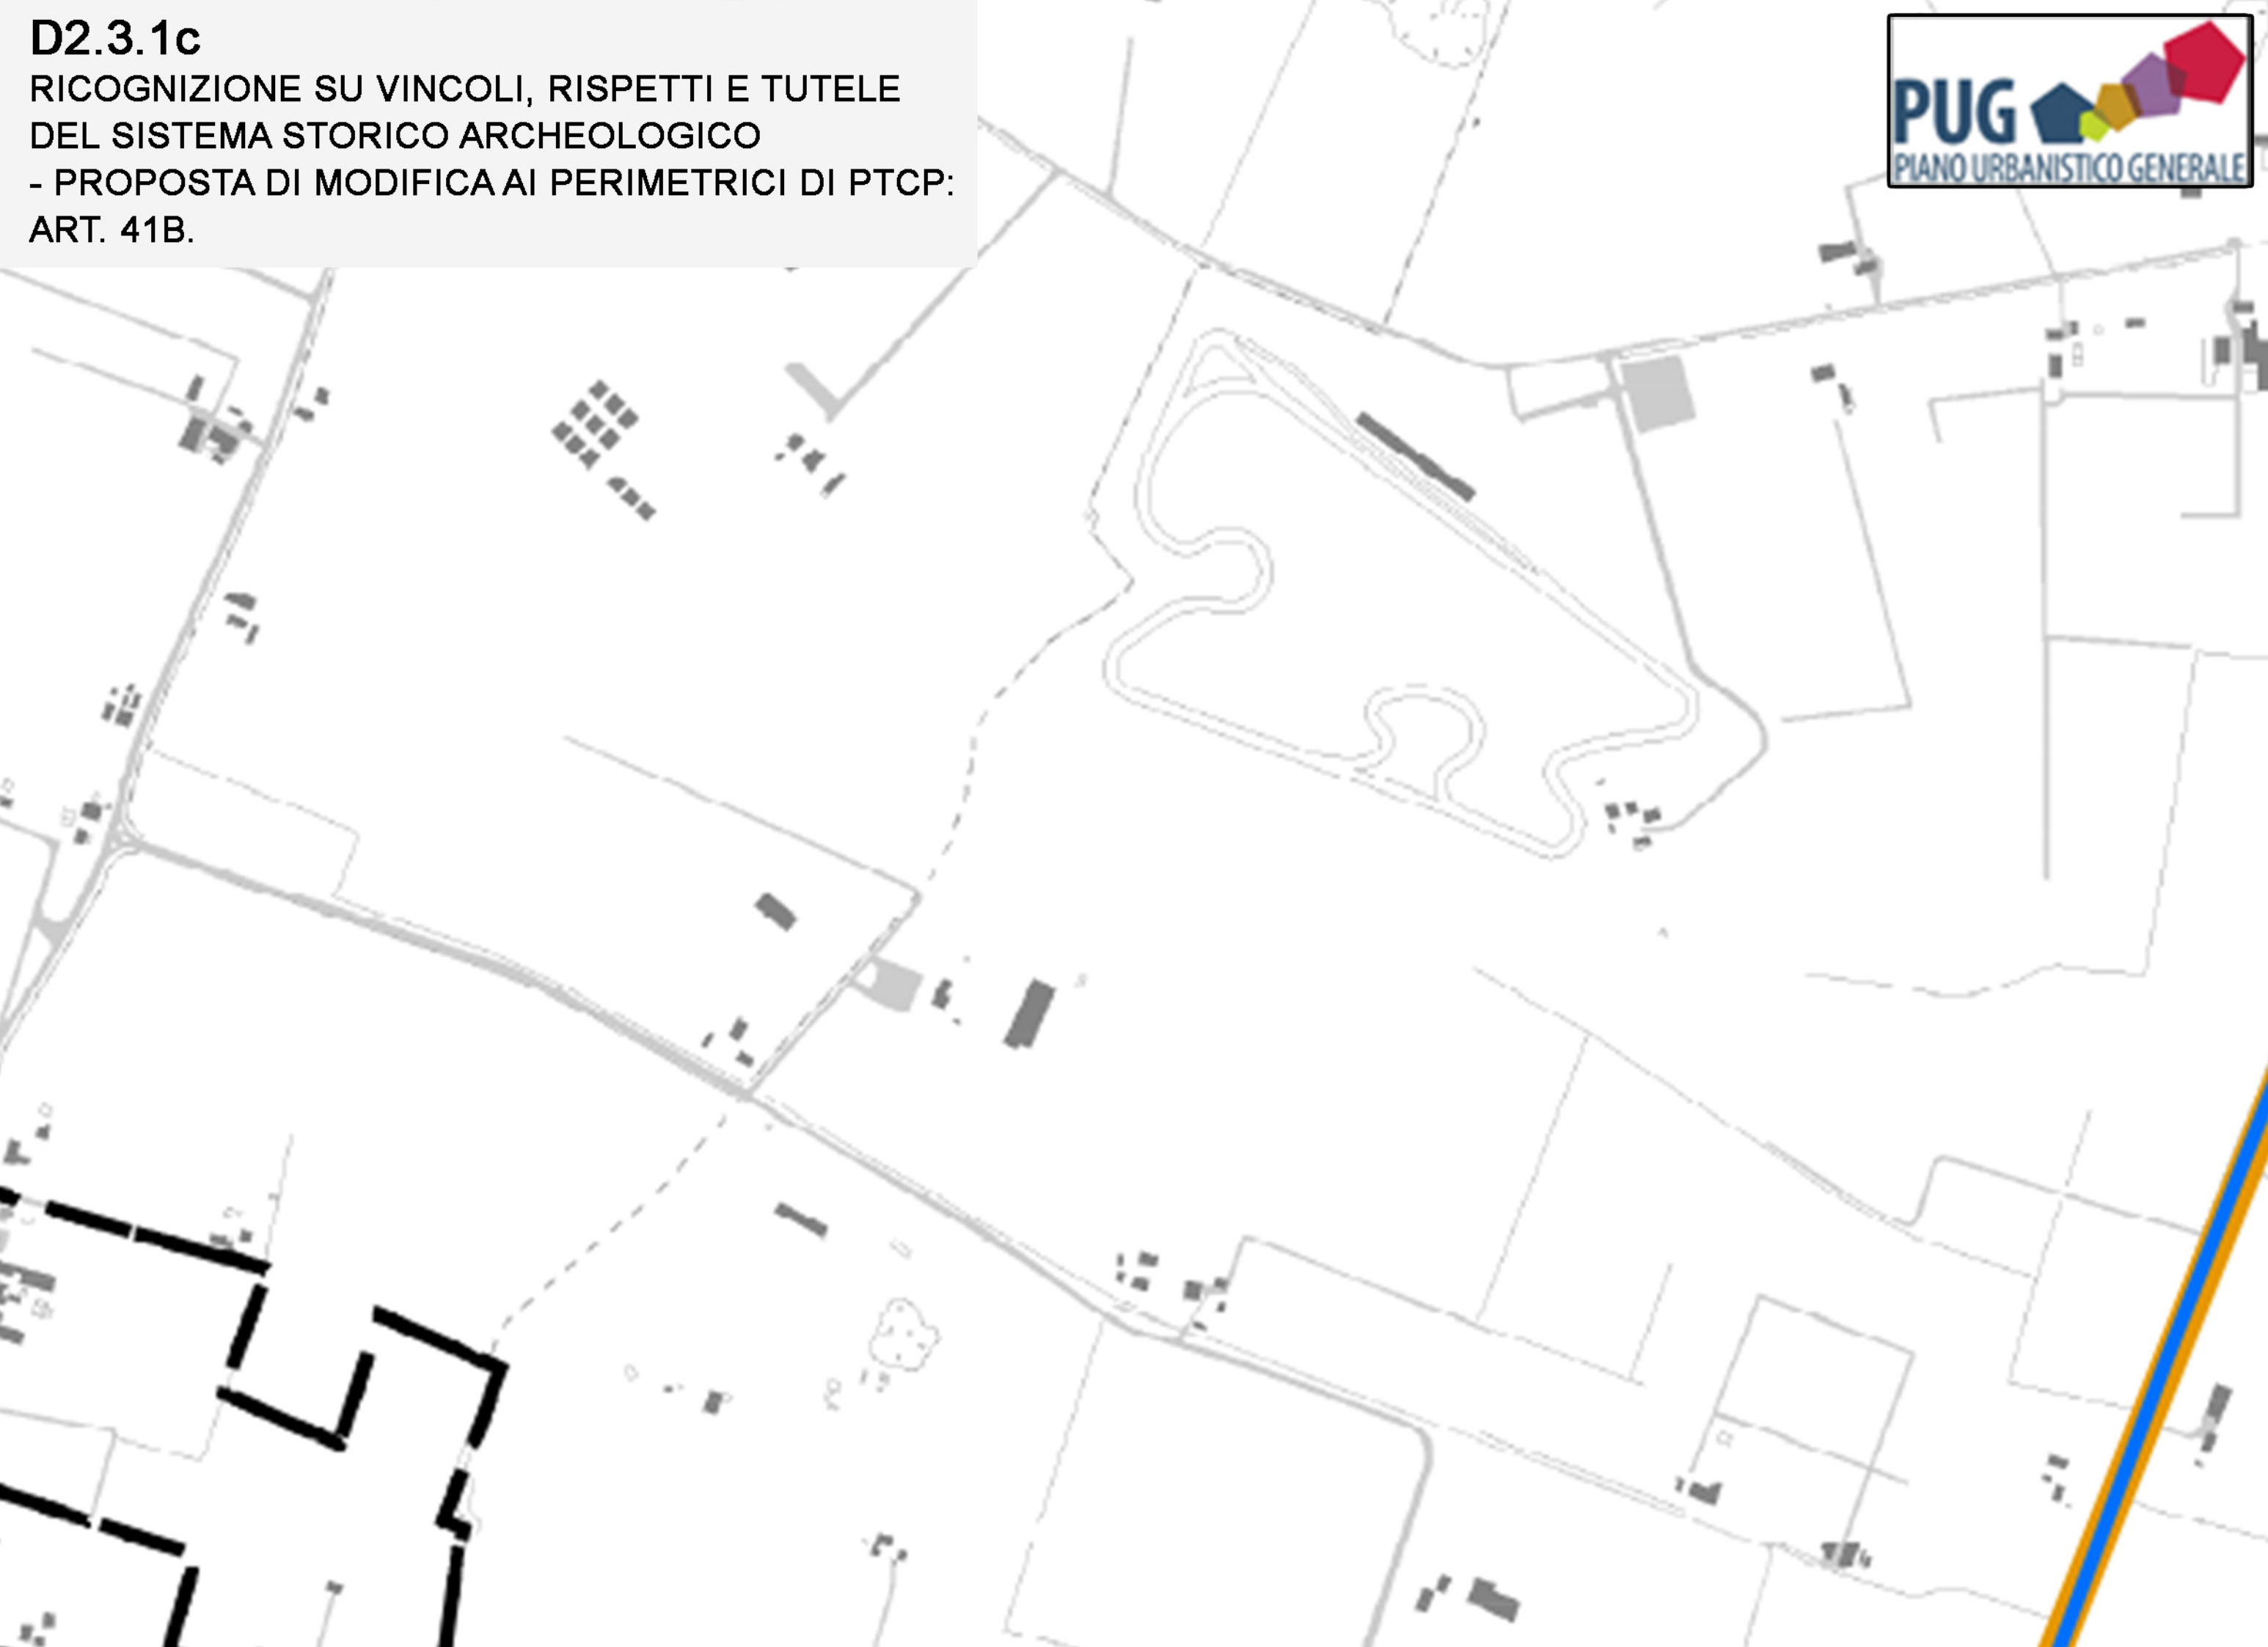 D2.3.1c
RICOGNIZIONE SU VINCOLI, RISPETTI E TUTELE
DEL SISTEMA STORICO ARCHEOLOGICO
- PROPOSTA DI MODIFICA AI PERIMETRICI DI PTCP:
ART. 41B.
PUG
PIANO URBANISTICO GENERALE